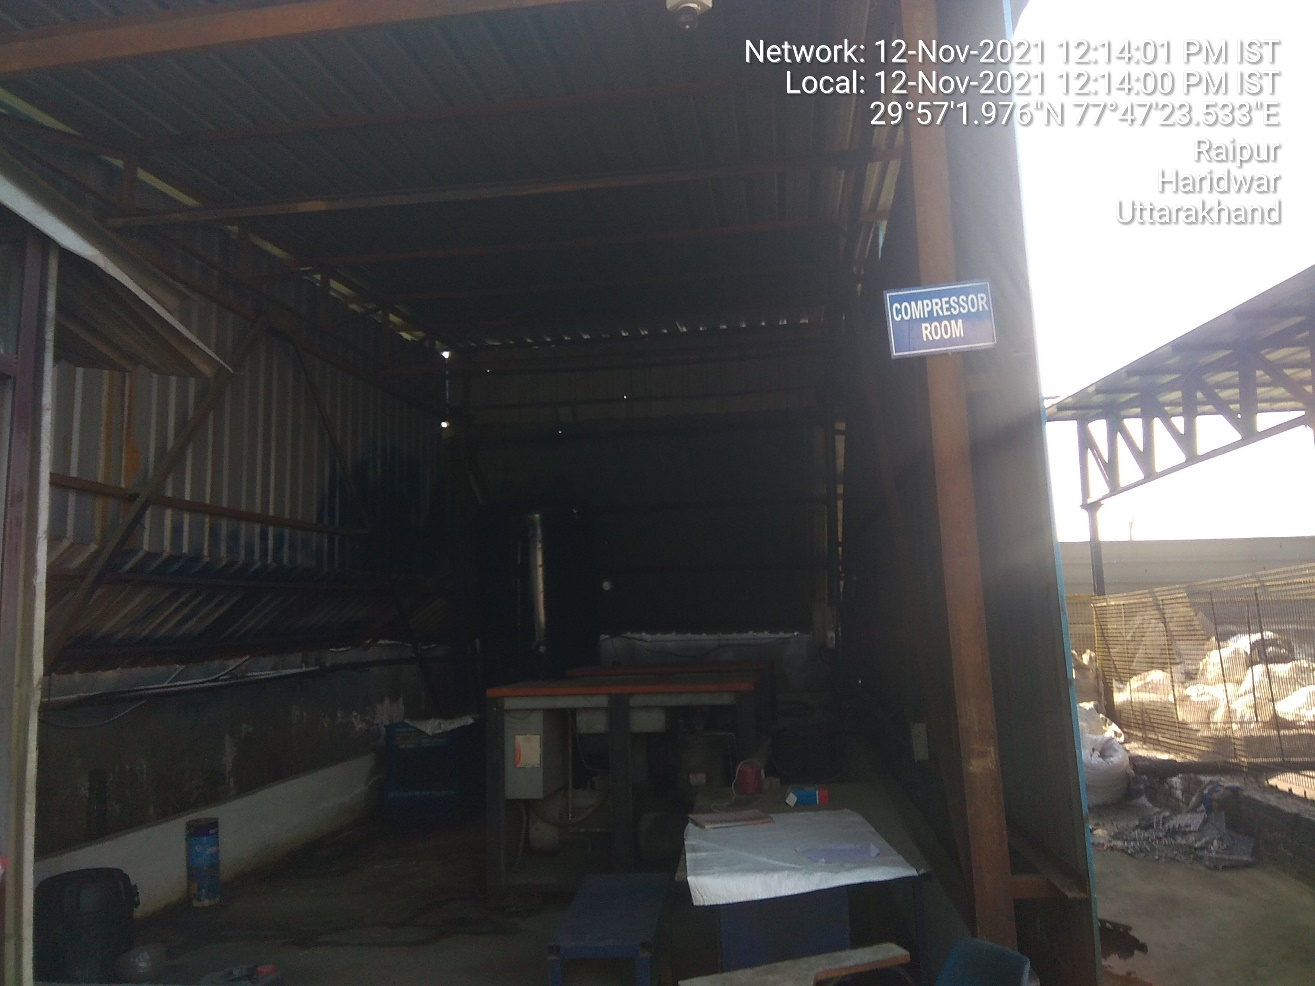 Network: 12-Nov-2021 12:14:01 PM IST
Local: 12-Nov-2021 12:14:00 PM IST
29°57'1.976"N 77°47'23.533"E
Raipur
Haridwar
Uttarakhand
COMPRESSOR
ROOM